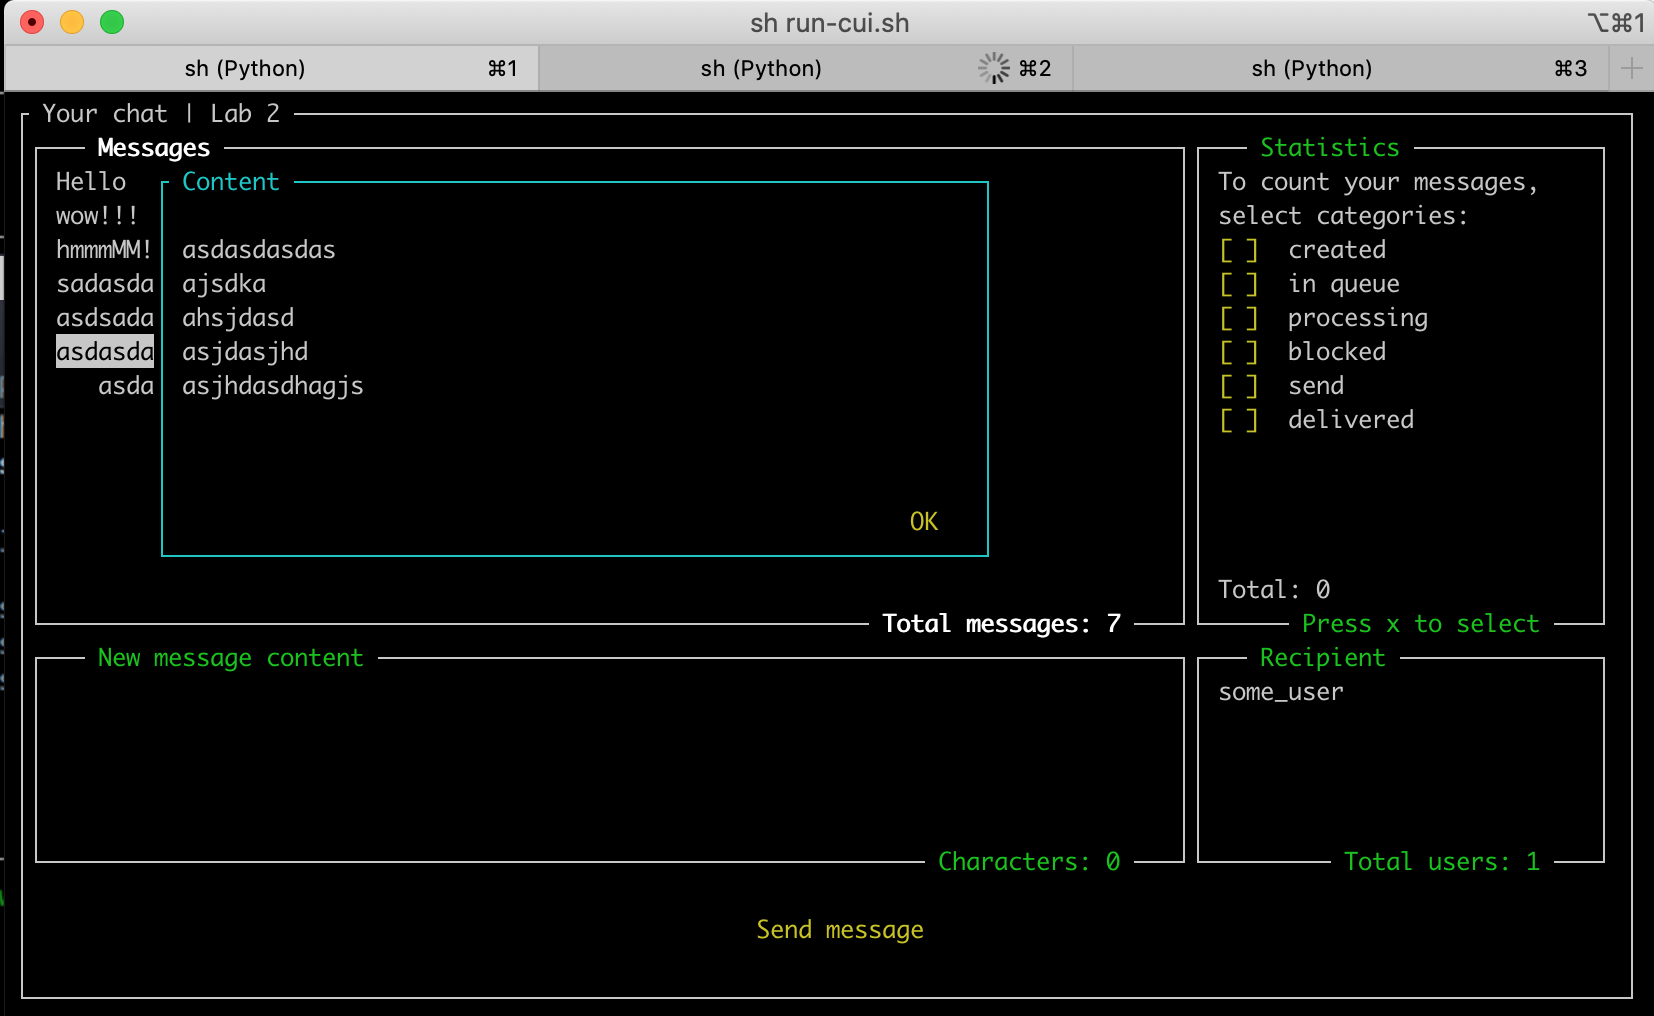 sh run-cui.sh
⌥⌘1
sh (Python) ⌘1
sh (Python) ⌘2
sh (Python) ⌘3
Your chat | Lab 2
Messages
Hello
wow!!!
hmmmMM!
sadasda
asdsada
asdasda
asda
Content
asdasdasdas
ajsdka
ahsjdasd
asjdasjhd
asjhdasdhagjs
OK
Total messages: 7
Statistics
To count your messages,
select categories:
[ ] created
[ ] in queue
[ ] processing
[ ] blocked
[ ] send
[ ] delivered
Total: 0
Press x to select
New message content
Characters: 0
Recipient
some_user
Total users: 1
Send message